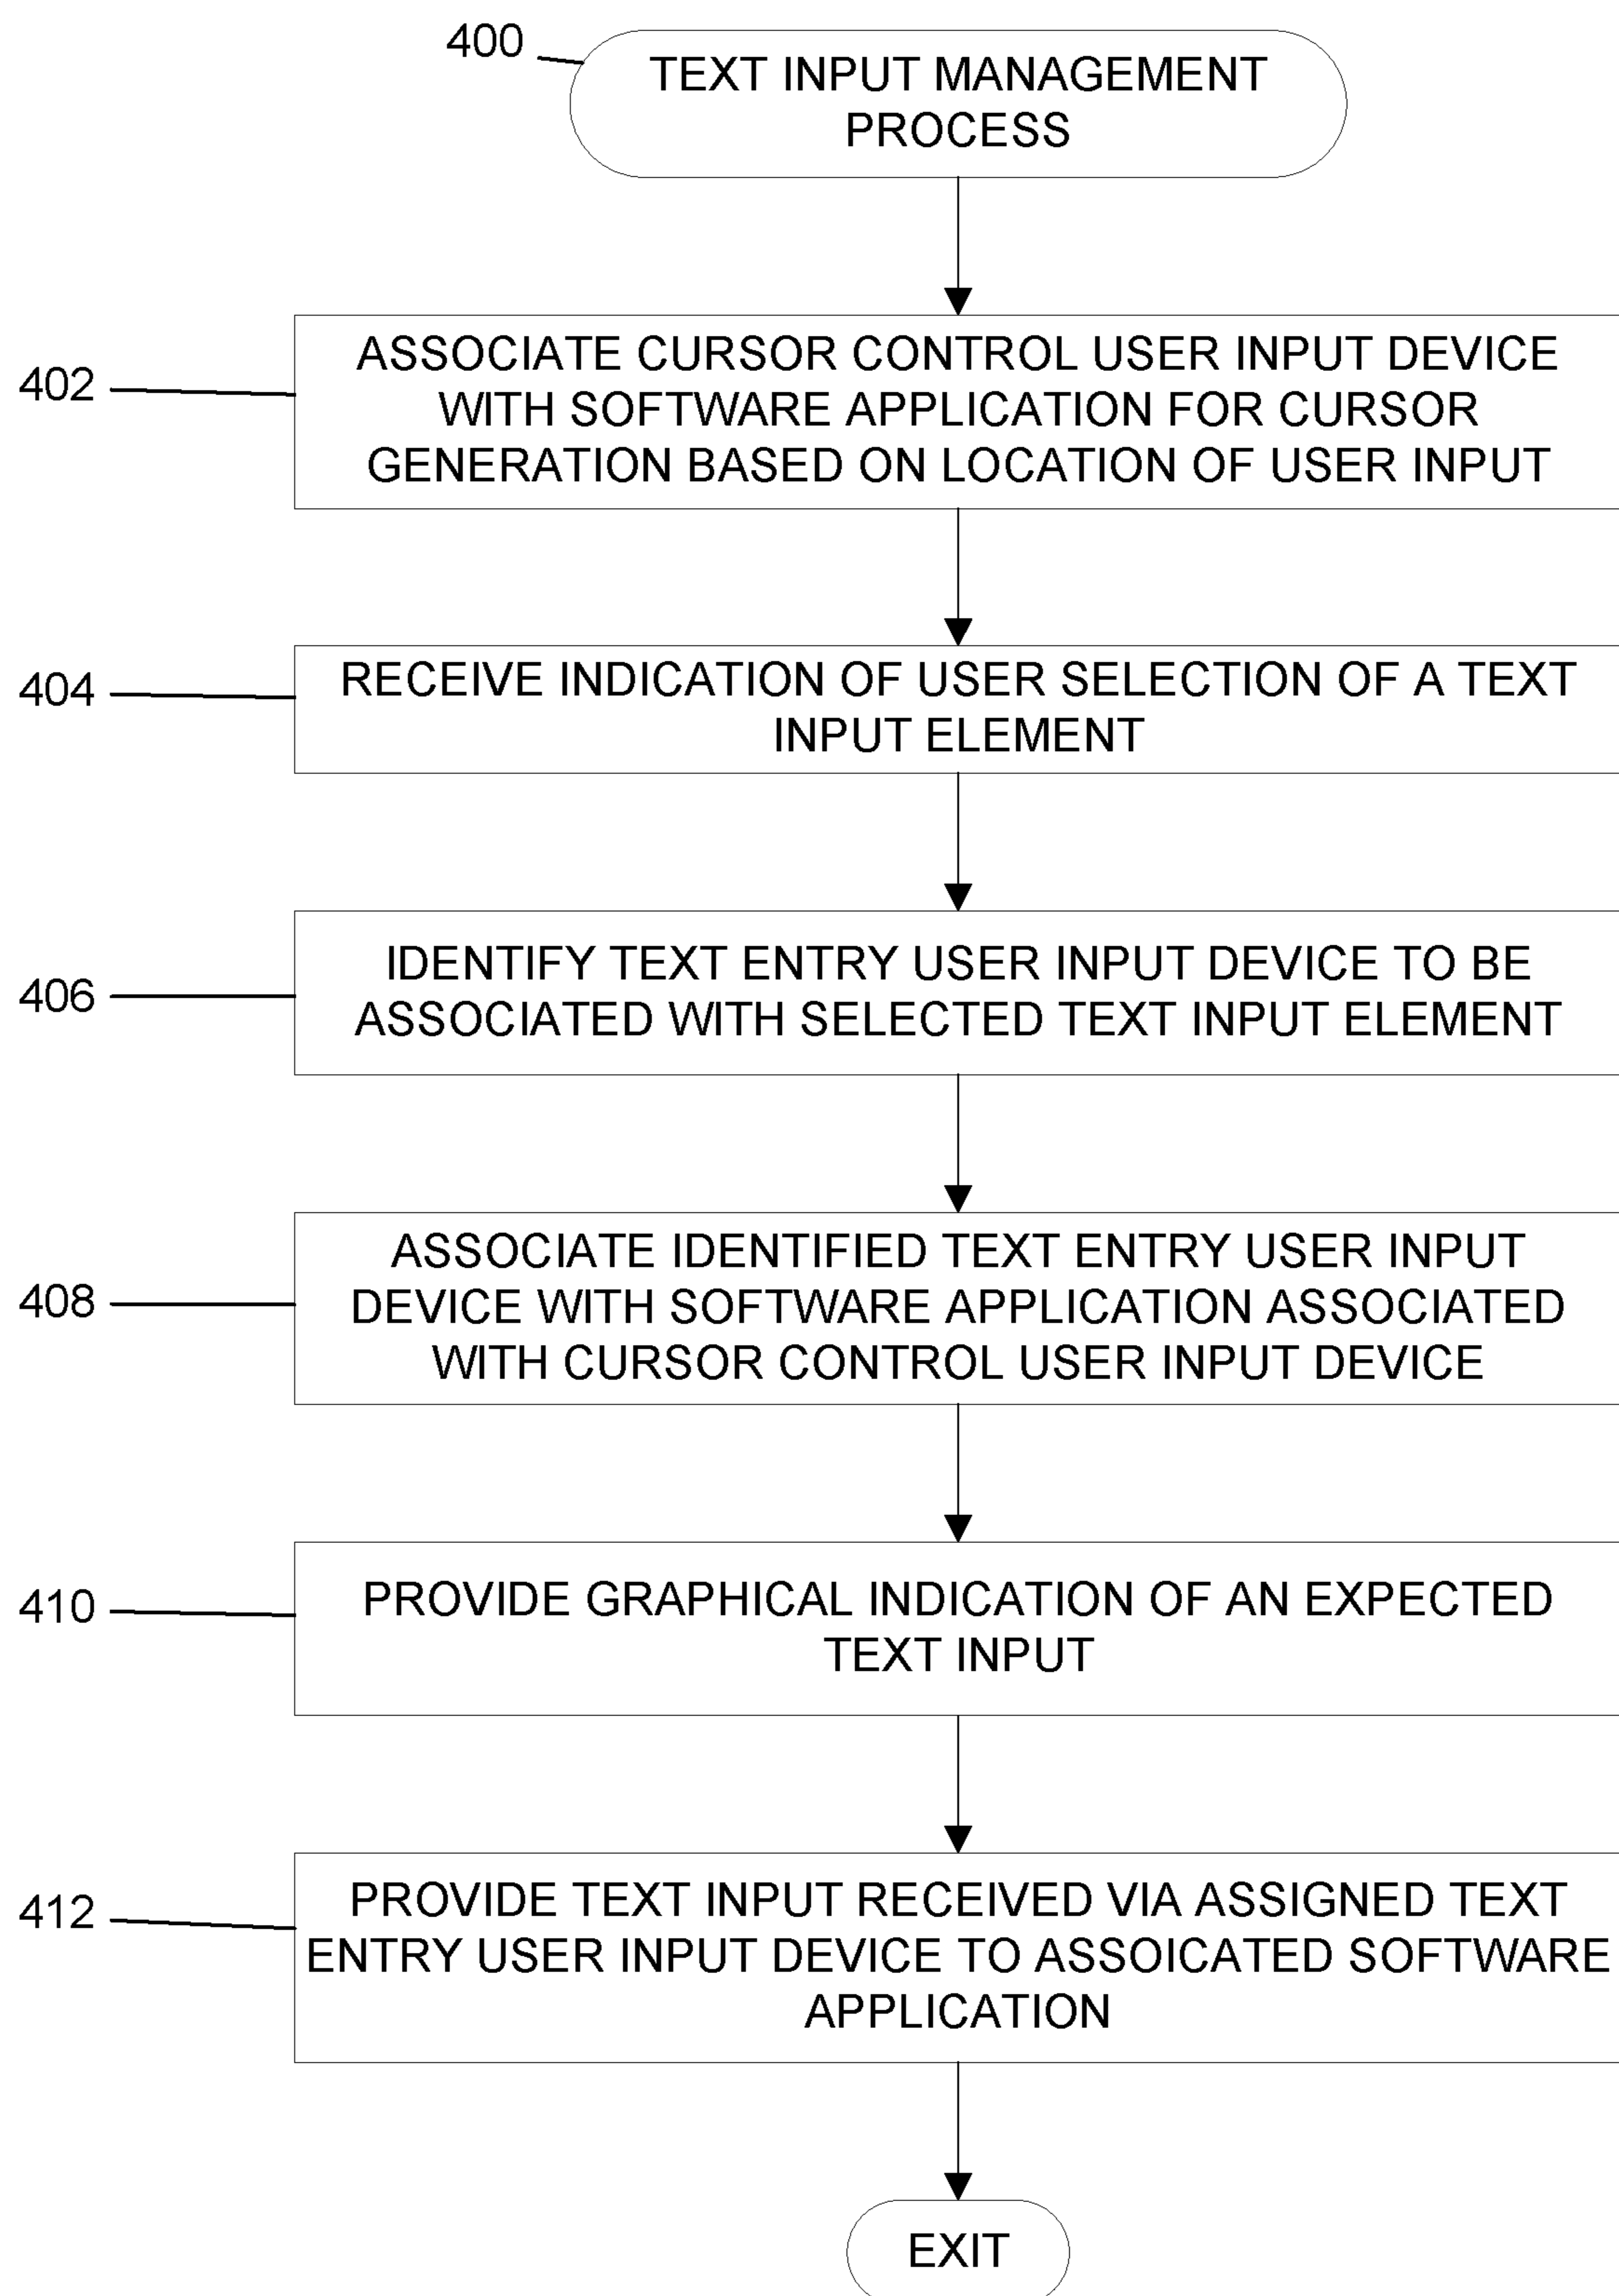 400
TEXT INPUT MANAGEMENT
PROCESS
402
ASSOCIATE CURSOR CONTROL USER INPUT DEVICE
WITH SOFTWARE APPLICATION FOR CURSOR
GENERATION BASED ON LOCATION OF USER INPUT
404
RECEIVE INDICATION OF USER SELECTION OF A TEXT
INPUT ELEMENT
406
IDENTIFY TEXT ENTRY USER INPUT DEVICE TO BE
ASSOCIATED WITH SELECTED TEXT INPUT ELEMENT
408
ASSOCIATE IDENTIFIED TEXT ENTRY USER INPUT
DEVICE WITH SOFTWARE APPLICATION ASSOCIATED
WITH CURSOR CONTROL USER INPUT DEVICE
410
PROVIDE GRAPHICAL INDICATION OF AN EXPECTED
TEXT INPUT
412
PROVIDE TEXT INPUT RECEIVED VIA ASSIGNED TEXT
ENTRY USER INPUT DEVICE TO ASSOICATED SOFTWARE
APPLICATION
EXIT